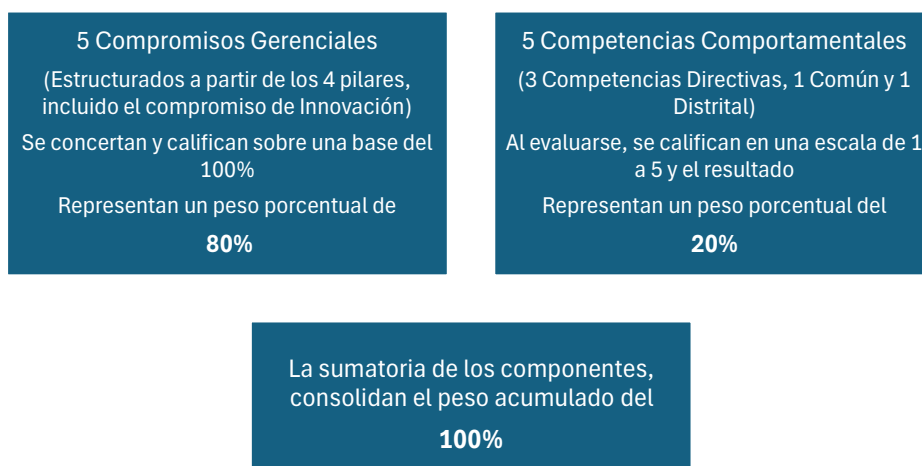 5 Compromisos Gerenciales
(Estructurados a partir de los 4 pilares,
incluido el compromiso de Innovación)
Se concertan y califican sobre una base del
100%
Representan un peso porcentual de
80%
5 Competencias Comportamentales
(3 Competencias Directivas, 1 Común y 1
Distrital)
Al evaluarse, se califican en una escala de 1
a 5 y el resultado
Representan un peso porcentual del
20%
La sumatoria de los componentes,
consolidan el peso acumulado del
100%